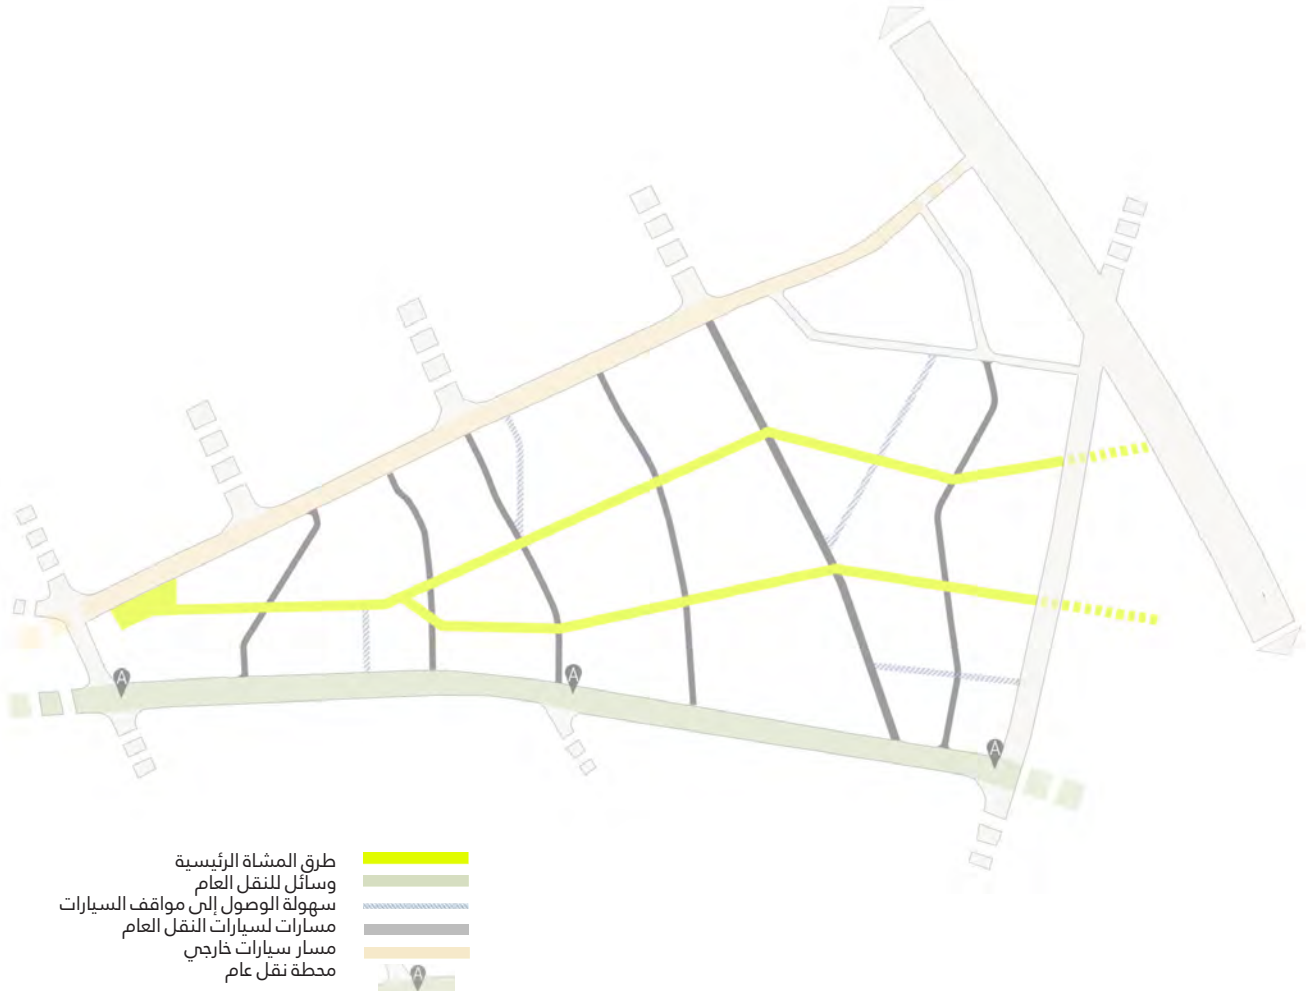 A
A
A
طرق المشاة الرئيسية
وسائل للنقل العام
سهولة الوصول إلى مواقف السيارات
مسارات لسيارات النقل العام
مسار سيارات خارجي
محطة نقل عام
A